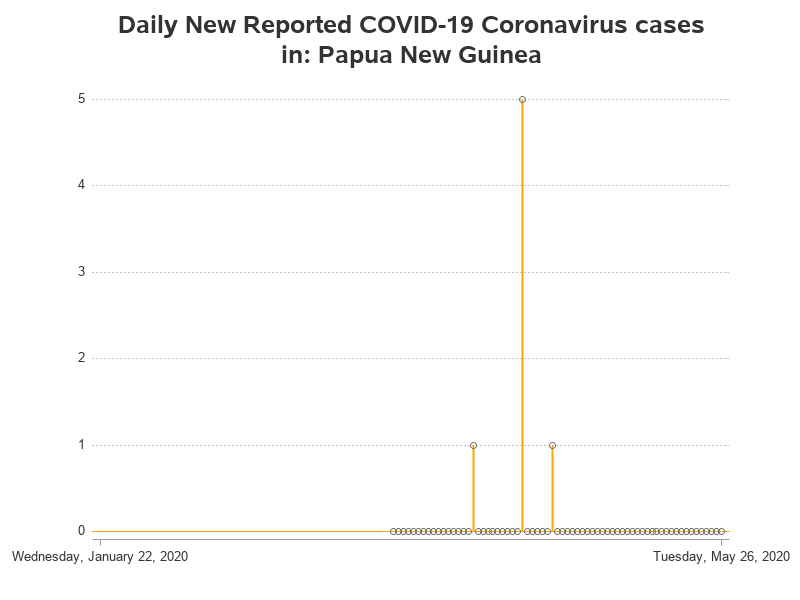 Daily New Reported COVID-19 Coronavirus cases
in: Papua New Guinea
5
4
3
2
1
0
Wednesday, January 22, 2020
Tuesday, May 26, 2020